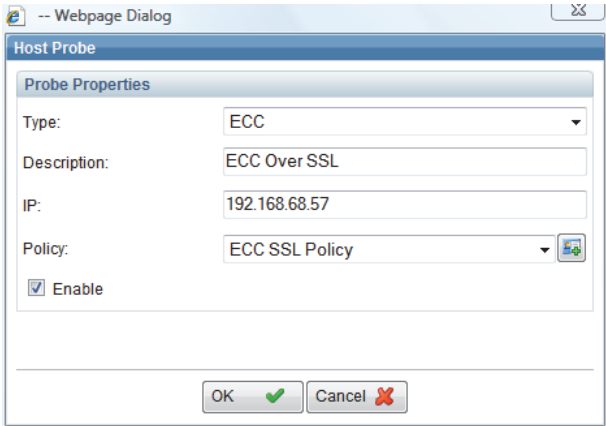 -- Webpage Dialog
Host Probe
Probe Properties
Type: ECC
Description: ECC Over SSL
IP: 192.168.68.57
Policy: ECC SSL Policy
Enable
OK Cancel